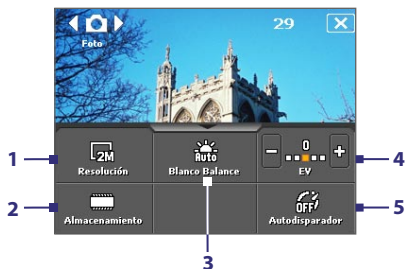 Foto
29
1
2M
Resolución
Auto
Blanco Balance
− 0 +
EV
4
2
Almacenamiento
OFF
Autodisparador
5
3